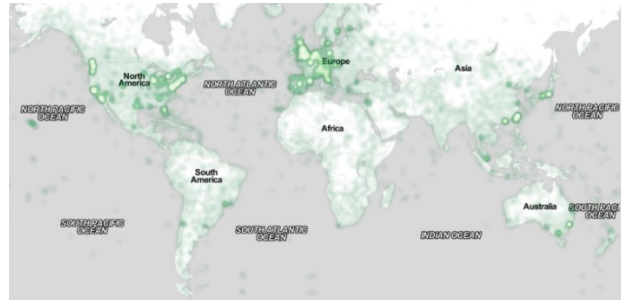 North
America
NORTH ATLANTIC
OCEAN
Europe
Asia
NORTH PACIFIC
OCEAN
NORTH PACIFIC
OCEAN
Africa
South
America
Australia
SOUTH PACIFIC
OCEAN
SOUTH ATLANTIC
OCEAN
INDIAN OCEAN
SOUTH PACI
OCEAN